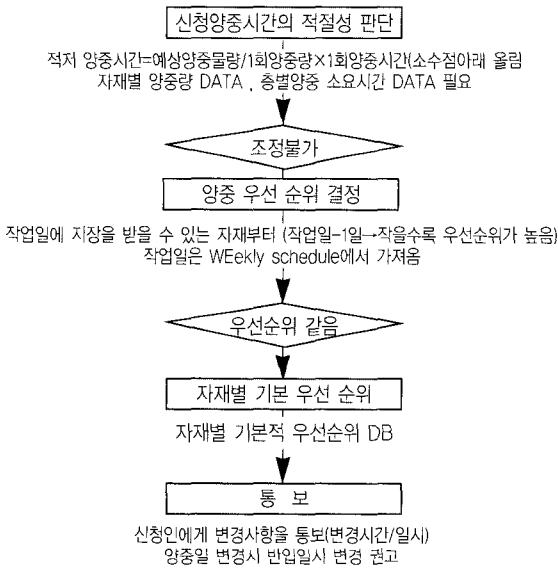 신청양중시간의 적절성 판단
적저 양중시간=예상양중물량/1회양중량×1회양중시간(소수점아래 올림
자재별 양중량 DATA , 층별양중 소요시간 DATA 필요
조정불가
양중 우선 순위 결정
작업일에 지장을 받을 수 있는 자재부터 (작업일-1일→작을수록 우선순위가 높음)
작업일은 WEekly schedule에서 가져옴
우선순위 같음
자재별 기본 우선 순위
자재별 기본적 우선순위 DB
통 보
신청인에게 변경사항을 통보(변경시간/일시)
양중일 변경시 반입일시 변경 권고